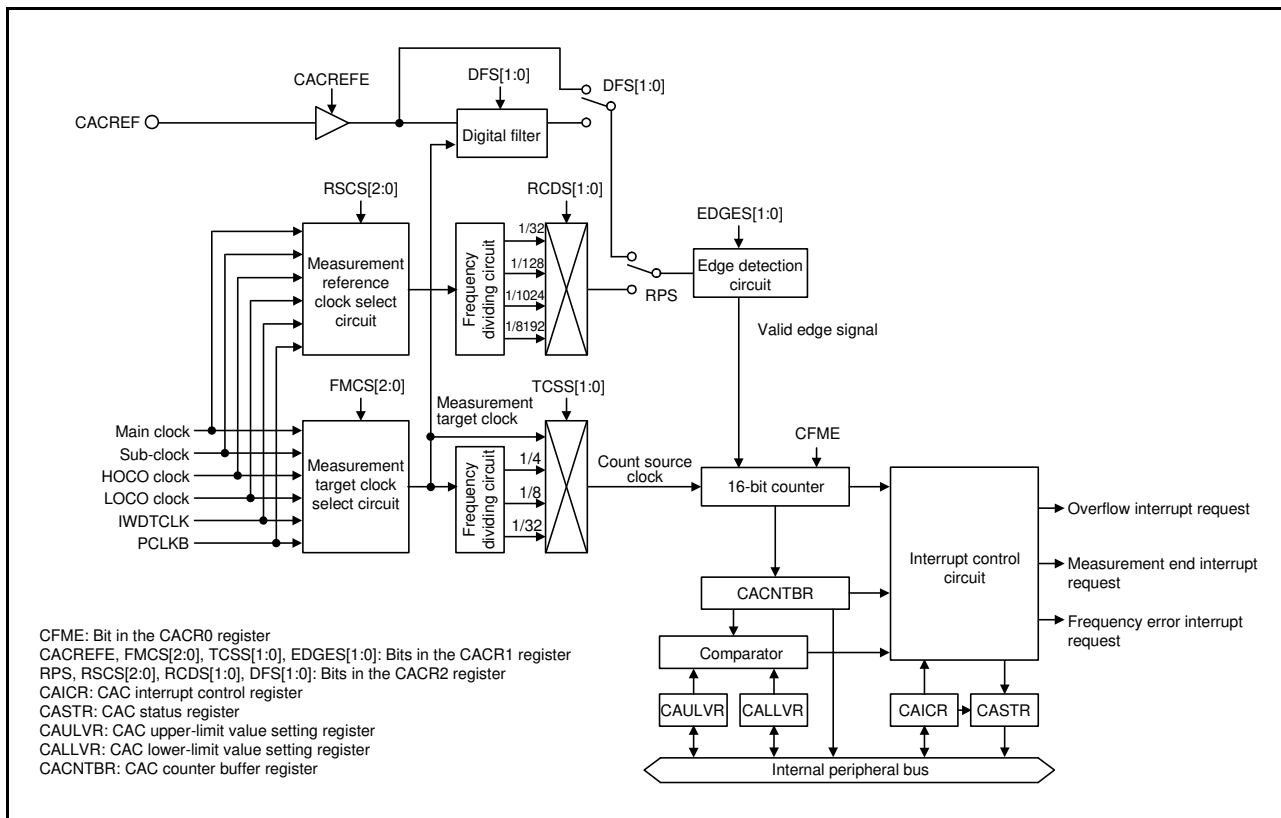 CACREFE
DFS[1:0]
DFS[1:0]
CACREF
Digital filter
RSCS[2:0]
RCDS[1:0]
EDGES[1:0]
Measurement
reference
clock select
circuit
Frequency
dividing circuit
1/32
1/128
1/1024
1/8192
RPS
Edge detection
circuit
Valid edge signal
FMCS[2:0]
Measurement
target clock
TCSS[1:0]
CFME
Main clock
Sub-clock
HOCO clock
LOCO clock
IWDTCLK
PCLKB
Measurement
target clock
select circuit
Frequency
dividing circuit
1/4
1/8
1/32
Count source
clock
16-bit counter
Interrupt control
circuit
Overflow interrupt request
Measurement end interrupt
request
Frequency error interrupt
request
CACNTBR
Comparator
CAULVR
CALLVR
CAICR
CASTR
Internal peripheral bus
CFME: Bit in the CACR0 register
CACREFE, FMCS[2:0], TCSS[1:0], EDGES[1:0]: Bits in the CACR1 register
RPS, RSCS[2:0], RCDS[1:0], DFS[1:0]: Bits in the CACR2 register
CAICR: CAC interrupt control register
CASTR: CAC status register
CAULVR: CAC upper-limit value setting register
CALLVR: CAC lower-limit value setting register
CACNTBR: CAC counter buffer register